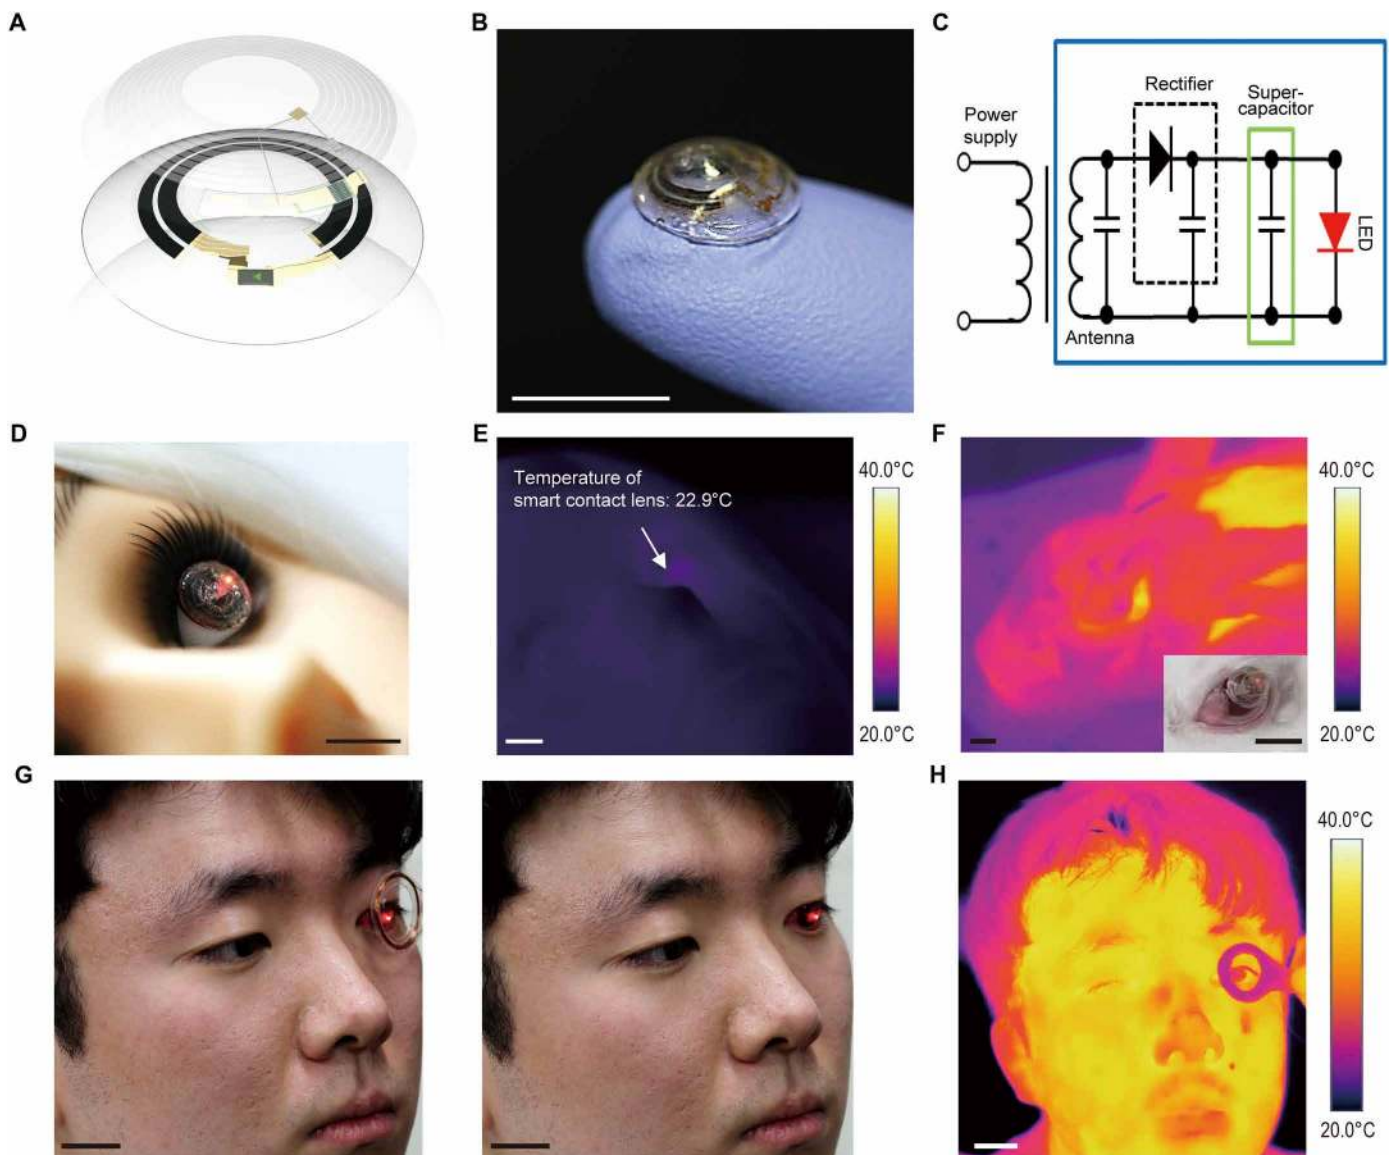 A
B
C
Rectifier
Super-
capacitor
Power
supply
LED
Antenna
D
E
Temperature of
smart contact lens: 22.9°C
40.0°C
20.0°C
F
40.0°C
20.0°C
G
H
40.0°C
20.0°C